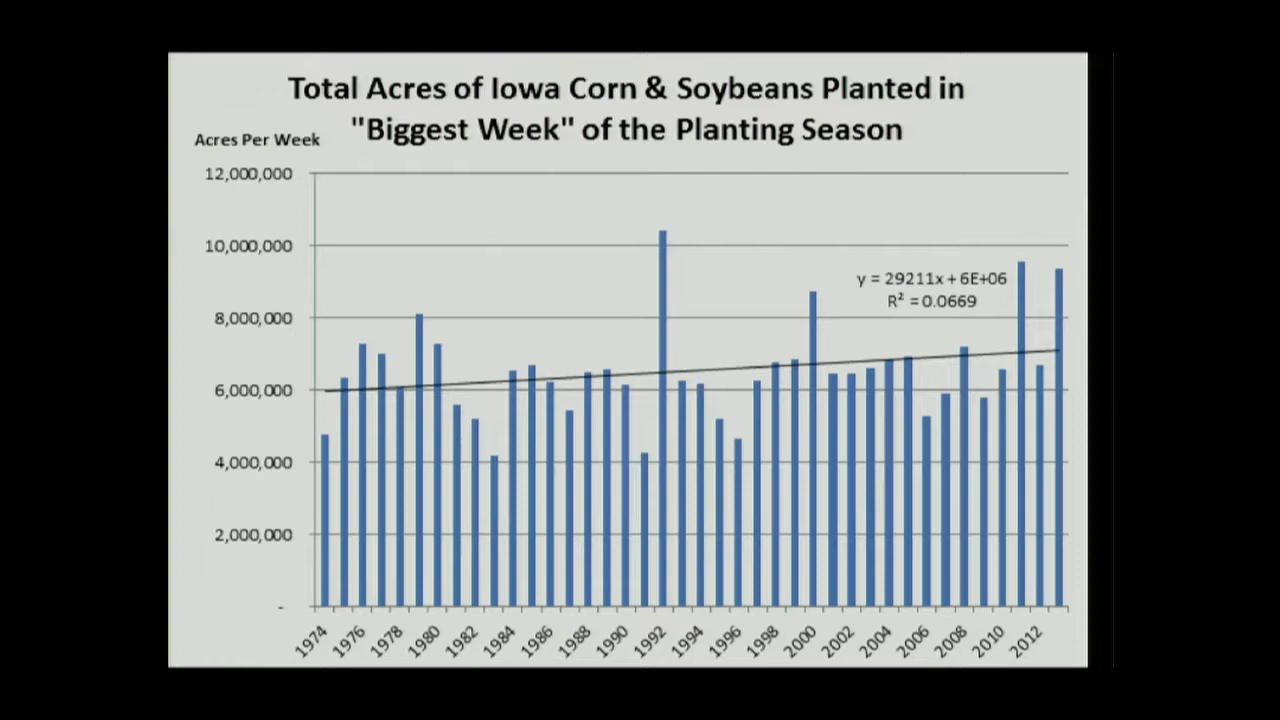 Total Acres of Iowa Corn & Soybeans Planted in
"Biggest Week" of the Planting Season
Acres Per Week
12,000,000
10,000,000
y = 29211x + 6E+06
R² = 0.0669
8,000,000
6,000,000
4,000,000
2,000,000
-
1974 1976 1978 1980 1982 1984 1986 1988 1990 1992 1994 1996 1998 2000 2002 2004 2006 2008 2010 2012